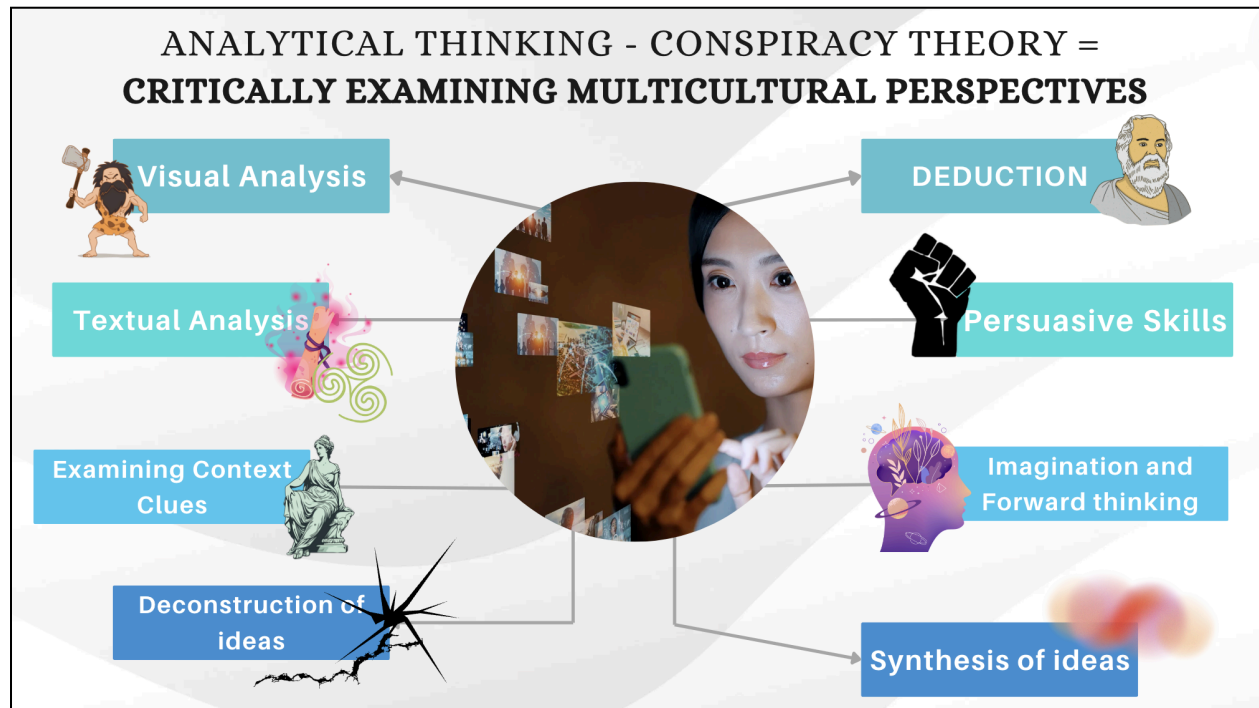 ANALYTICAL THINKING - CONSPIRACY THEORY =
CRITICALLY EXAMINING MULTICULTURAL PERSPECTIVES
Visual Analysis
Textual Analysis
Examining Context
Clues
Deconstruction of
ideas
DEDUCTION
Persuasive Skills
Imagination and
Forward thinking
Synthesis of ideas